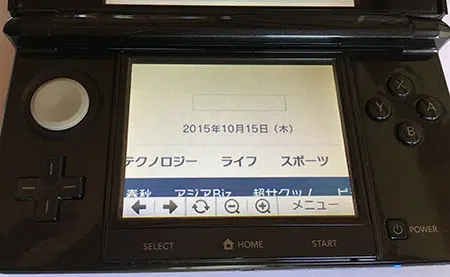 2015年10月15日（木）
テクノロジー ライフ スポーツ
春秋 アジアBiz 超サクッ！ ビ
メニュー
X
Y A
B
POWER
SELECT HOME START